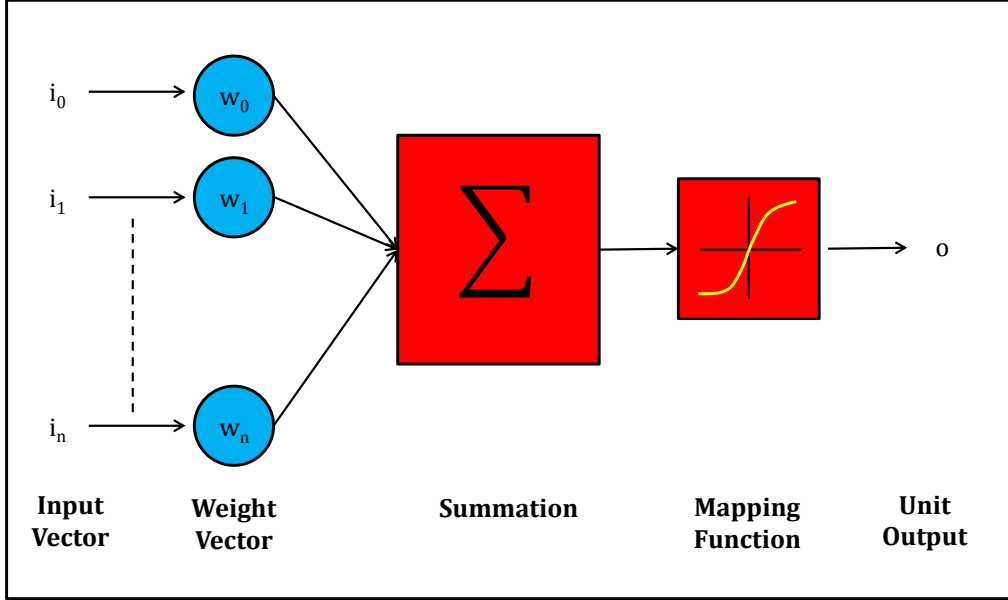 i0
w0
i1
w1
∑
o
in
wn
Input
Vector
Weight
Vector
Summation
Mapping
Function
Unit
Output